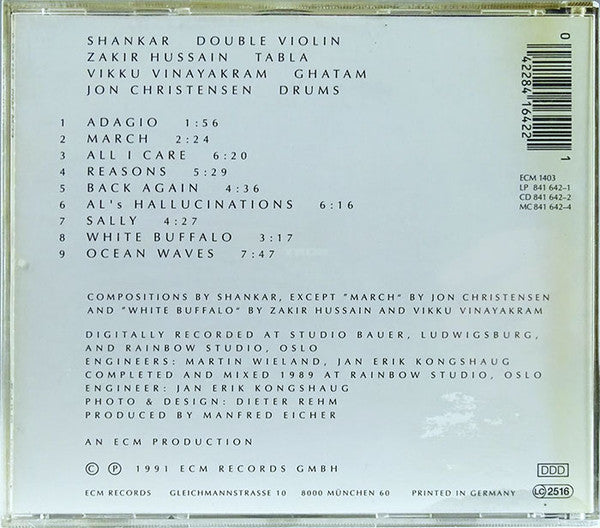 SHANKAR DOUBLE VIOLIN
ZAKIR HUSSAIN TABLA
VIKKU VINAYAKRAM GHATAM
JON CHRISTENSEN DRUMS
1 ADAGIO 1:56
2 MARCH 2:24
3 ALL I CARE 6:20
4 REASONS 5:29
5 BACK AGAIN 4:36
6 AL's HALLUCINATIONS 6:16
7 SALLY 4:27
8 WHITE BUFFALO 3:17
9 OCEAN WAVES 7:47
0 42284 16422 1
ECM 1403
LP 841 642-1
CD 841 642-2
MC 841 642-4
COMPOSITIONS BY SHANKAR, EXCEPT "MARCH" BY JON CHRISTENSEN
AND "WHITE BUFFALO" BY ZAKIR HUSSAIN AND VIKKU VINAYAKRAM
DIGITALLY RECORDED AT STUDIO BAUER, LUDWIGSBURG,
AND RAINBOW STUDIO, OSLO
ENGINEERS: MARTIN WIELAND, JAN ERIK KONGSHAUG
COMPLETED AND MIXED 1989 AT RAINBOW STUDIO, OSLO
ENGINEER: JAN ERIK KONGSHAUG
PHOTO & DESIGN: DIETER REHM
PRODUCED BY MANFRED EICHER
AN ECM PRODUCTION
© ℗ 1991 ECM RECORDS GMBH
DDD
ECM RECORDS GLEICHMANNSTRASSE 10 8000 MÜNCHEN 60 PRINTED IN GERMANY
LC 2516